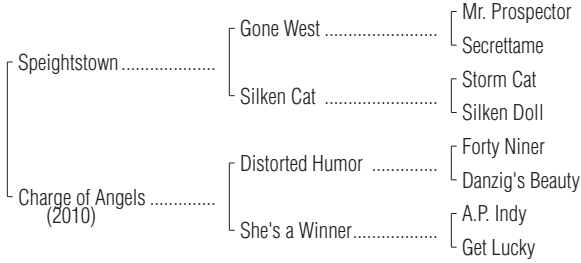 Mr. Prospector
Gone West ........................
Secrettame
Speightstown ....................
Storm Cat
Silken Cat ........................
Silken Doll
Forty Niner
Distorted Humor ..............
Danzig's Beauty
Charge of Angels ..............
(2010)
A.P. Indy
She's a Winner..................
Get Lucky